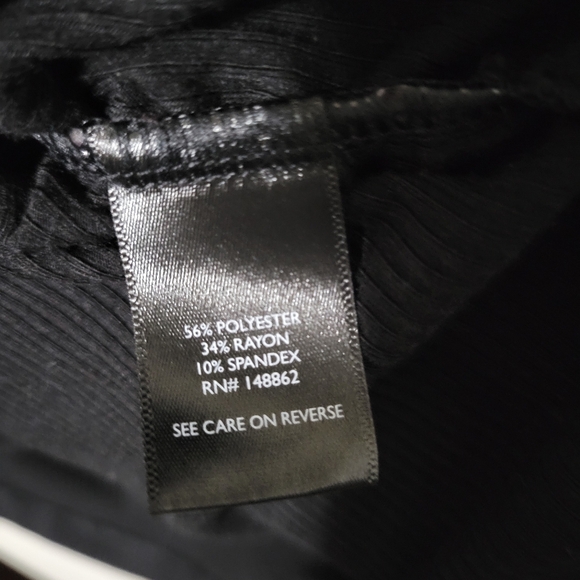 56% POLYESTER
34% RAYON
10% SPANDEX
RN# 148862
SEE CARE ON REVERSE